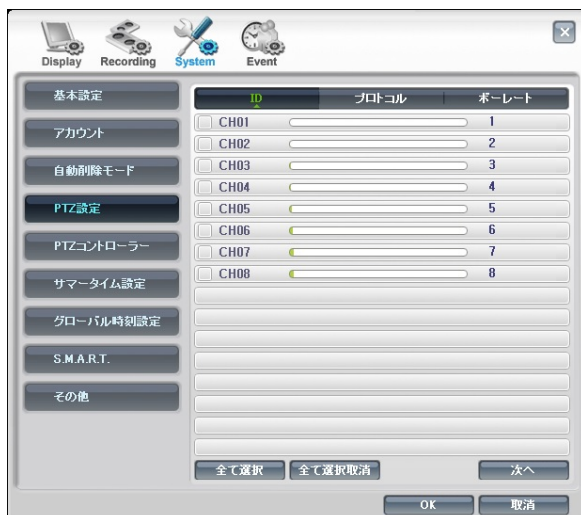 Display Recording System Event
基本設定
アカウント
自動削除モード
PTZ設定
PTZコントローラー
サマータイム設定
グローバル時刻設定
S.M.A.R.T.
その他
ID プロトコル ボーレート
CH01 1
CH02 2
CH03 3
CH04 4
CH05 5
CH06 6
CH07 7
CH08 8
全て選択 全て選択取消 次へ
OK 取消